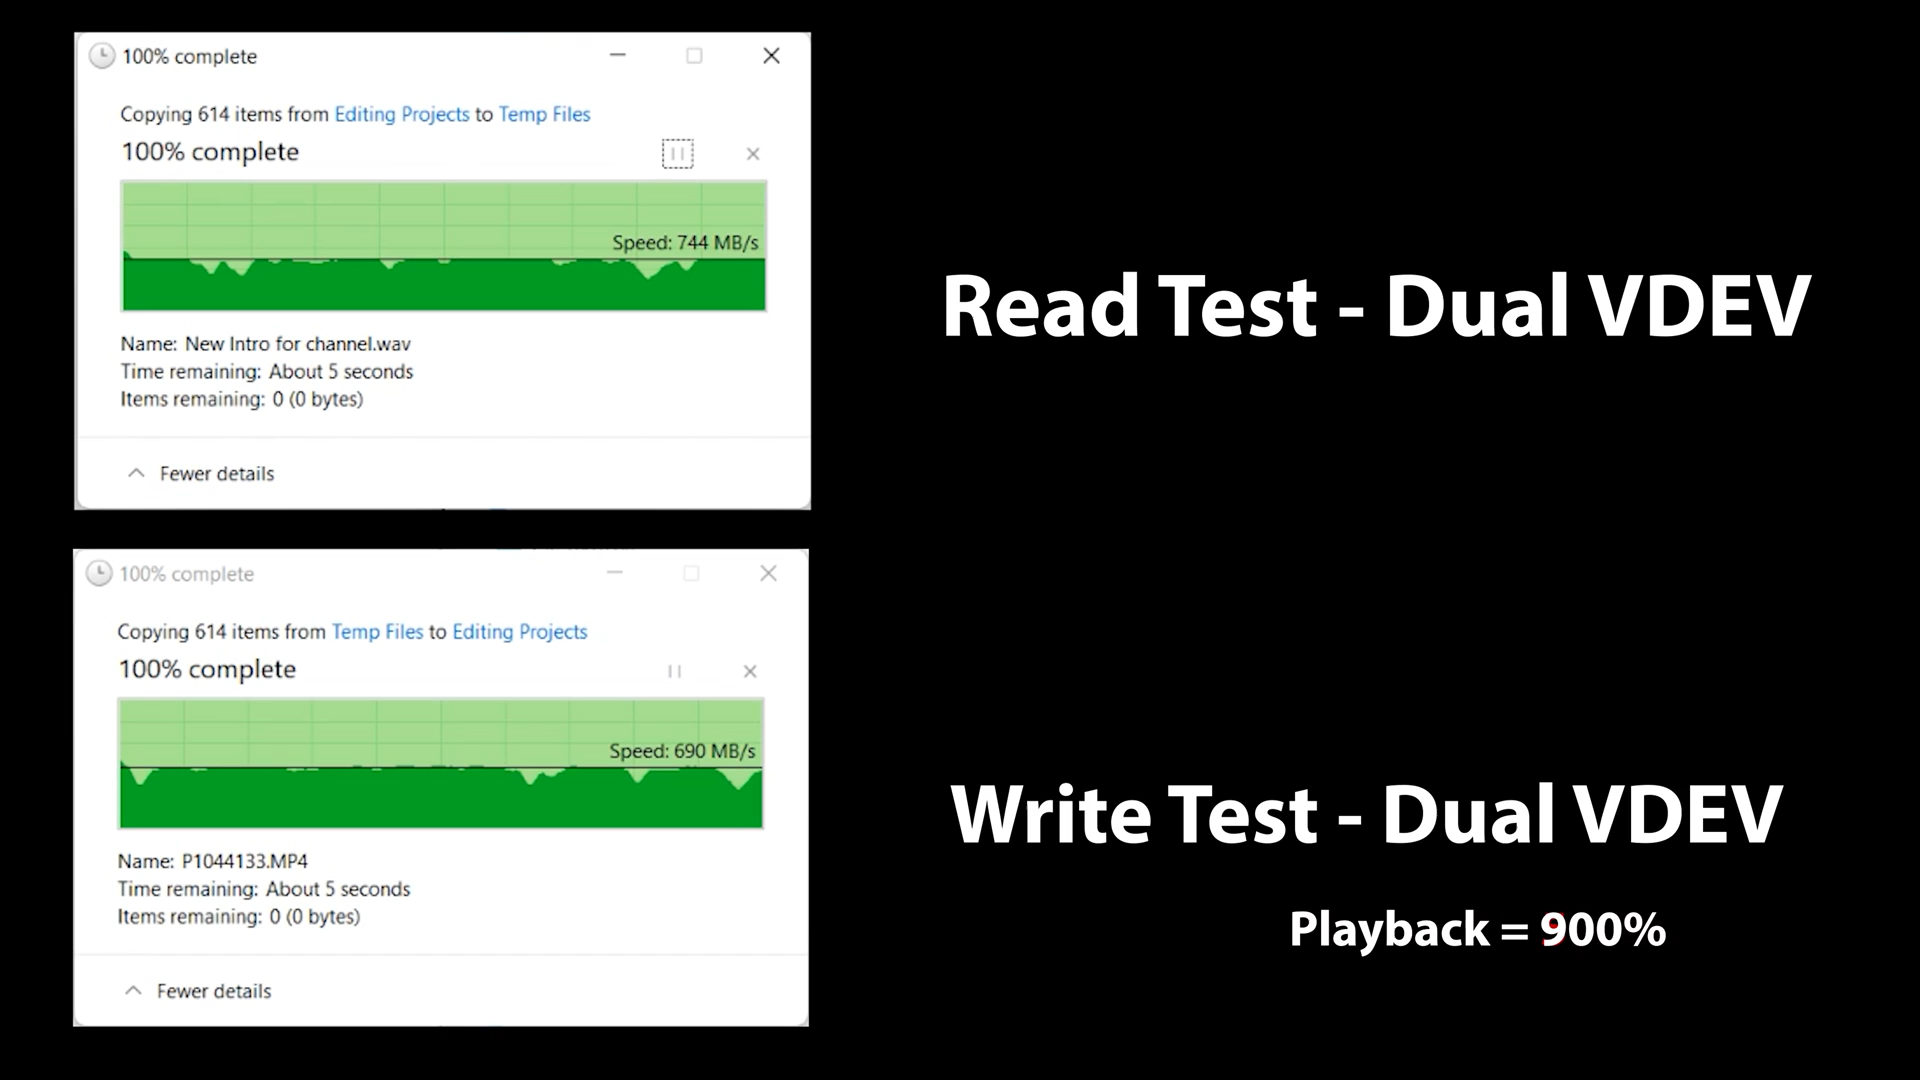 100% complete
Copying 614 items from Editing Projects to Temp Files
100% complete
Speed: 744 MB/s
Name: New Intro for channel.wav
Time remaining: About 5 seconds
Items remaining: 0 (0 bytes)
Fewer details
Read Test - Dual VDEV
100% complete
Copying 614 items from Temp Files to Editing Projects
100% complete
Speed: 690 MB/s
Name: P1044133.MP4
Time remaining: About 5 seconds
Items remaining: 0 (0 bytes)
Fewer details
Write Test - Dual VDEV
Playback = 900%